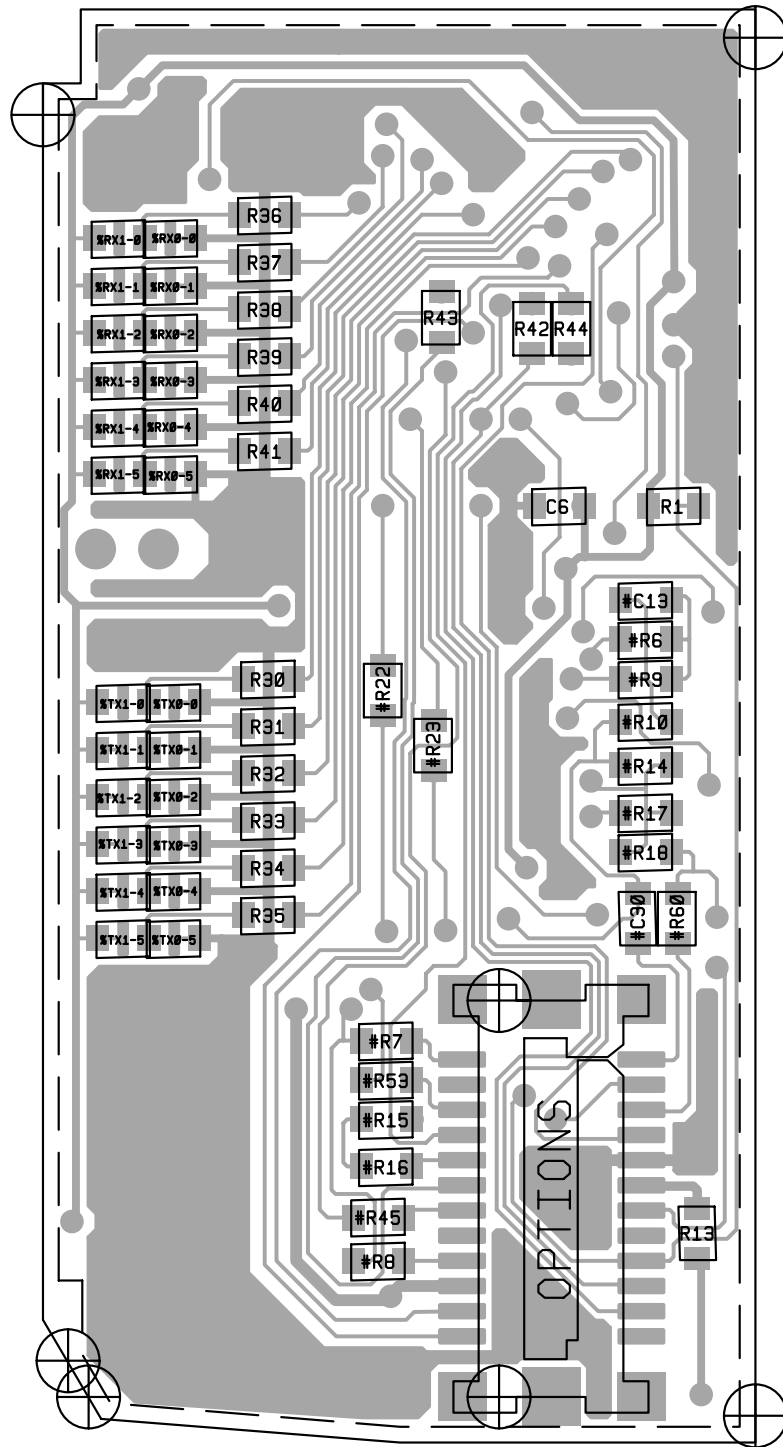 R36
%RX1-0 %RX0-0
R37
%RX1-1 %RX0-1
R38
R43
R42 R44
%RX1-2 %RX0-2
R39
%RX1-3 %RX0-3
R40
%RX1-4 %RX0-4
R41
%RX1-5 %RX0-5
C6
R1
#C13
#R6
R30
#R22
#R9
%TX1-0 %TX0-0
R31
#R10
#R23
%TX1-1 %TX0-1
R32
#R14
%TX1-2 %TX0-2
R33
#R17
%TX1-3 %TX0-3
#R18
R34
%TX1-4 %TX0-4
R35
#C90
#R60
%TX1-5 %TX0-5
#R7
#R53
#R15
#R16
OPTIONS
#R45
R13
#R8